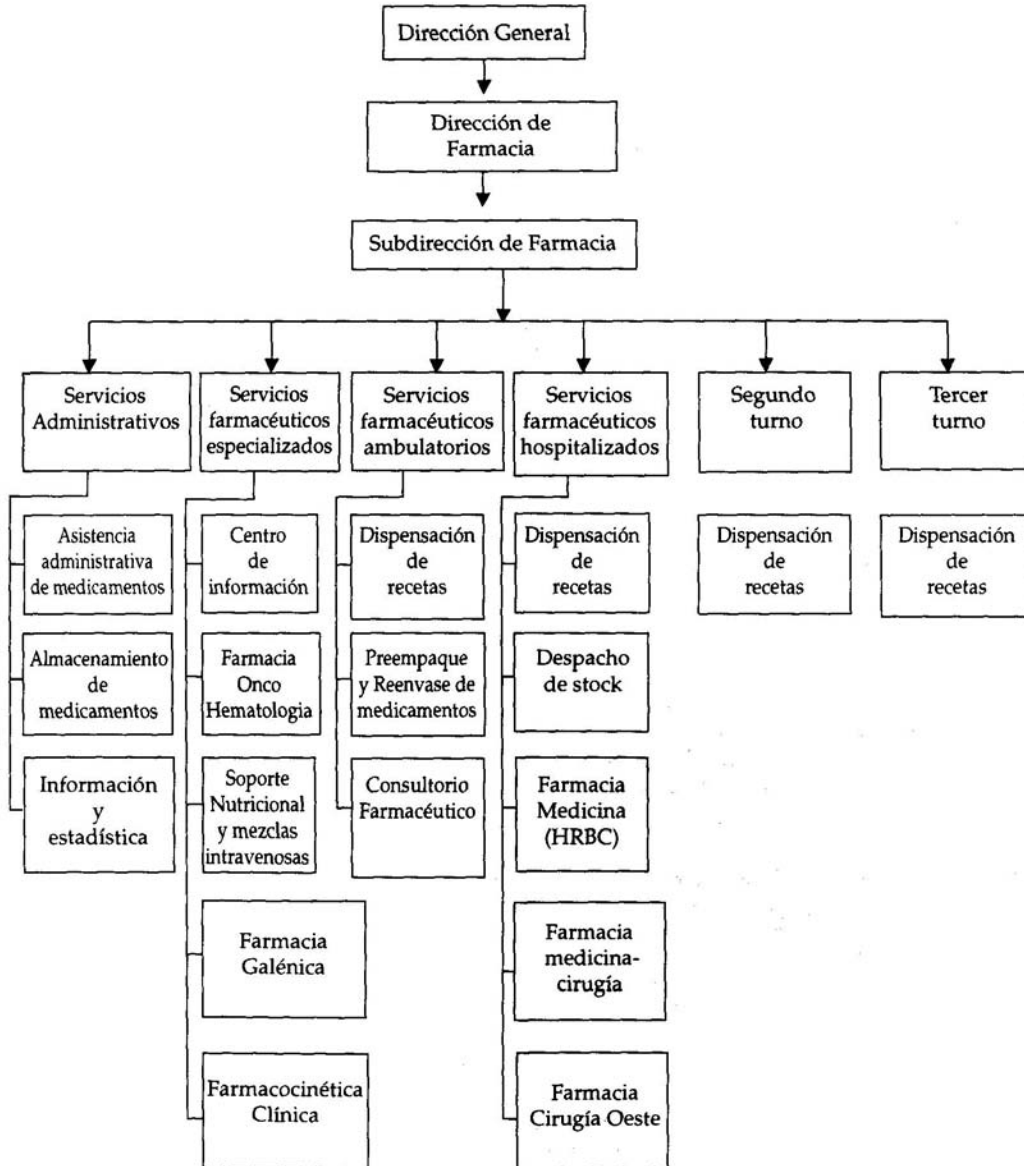 Dirección General
Dirección de
Farmacia
Subdirección de Farmacia
Servicios
Administrativos
Servicios
farmacéuticos
especializados
Servicios
farmacéuticos
ambulatorios
Servicios
farmacéuticos
hospitalizados
Segundo
turno
Tercer
turno
Asistencia
administrativa
de medicamentos
Almacenamiento
de
medicamentos
Información
y
estadística
Centro
de
información
Farmacia
Onco
Hematologia
Soporte
Nutricional
y mezclas
intravenosas
Farmacia
Galénica
Farmacocinética
Clínica
Dispensación
de
recetas
Preempaque
y Reenvase de
medicamentos
Consultorio
Farmacéutico
Dispensación
de
recetas
Despacho
de stock
Farmacia
Medicina
(HRBC)
Farmacia
medicina-
cirugía
Farmacia
Cirugía Oeste
Dispensación
de
recetas
Dispensación
de
recetas